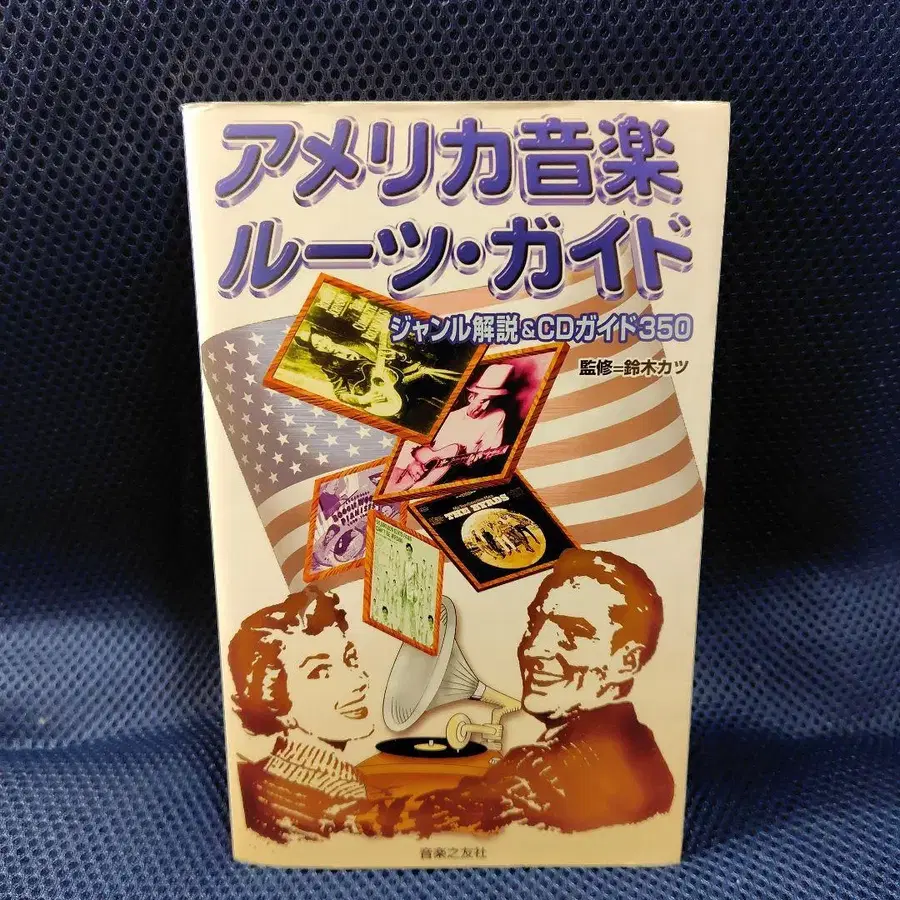 アメリカ音楽
ルーツ・ガイド
ジャンル解説&CDガイド350
監修=鈴木カツ
THE BYRDS
音楽之友社